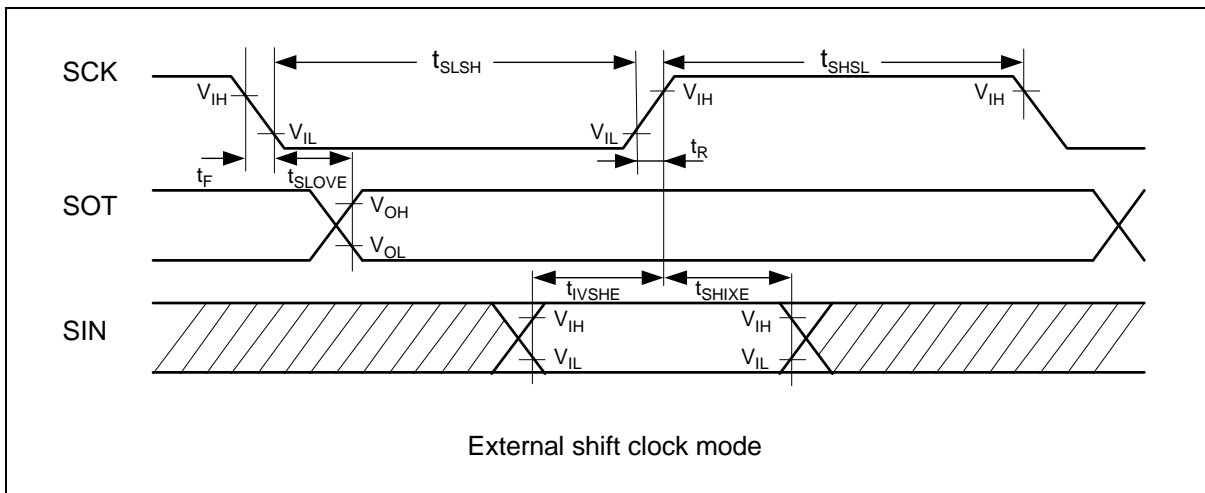 SCK
tSLSH
tSHSL
VIH
VIH
VIH
VIL
VIL
tF
tSLOVE
tR
SOT
VOH
VOL
tIVSHE
tSHIXE
SIN
VIH
VIH
VIL
VIL
External shift clock mode